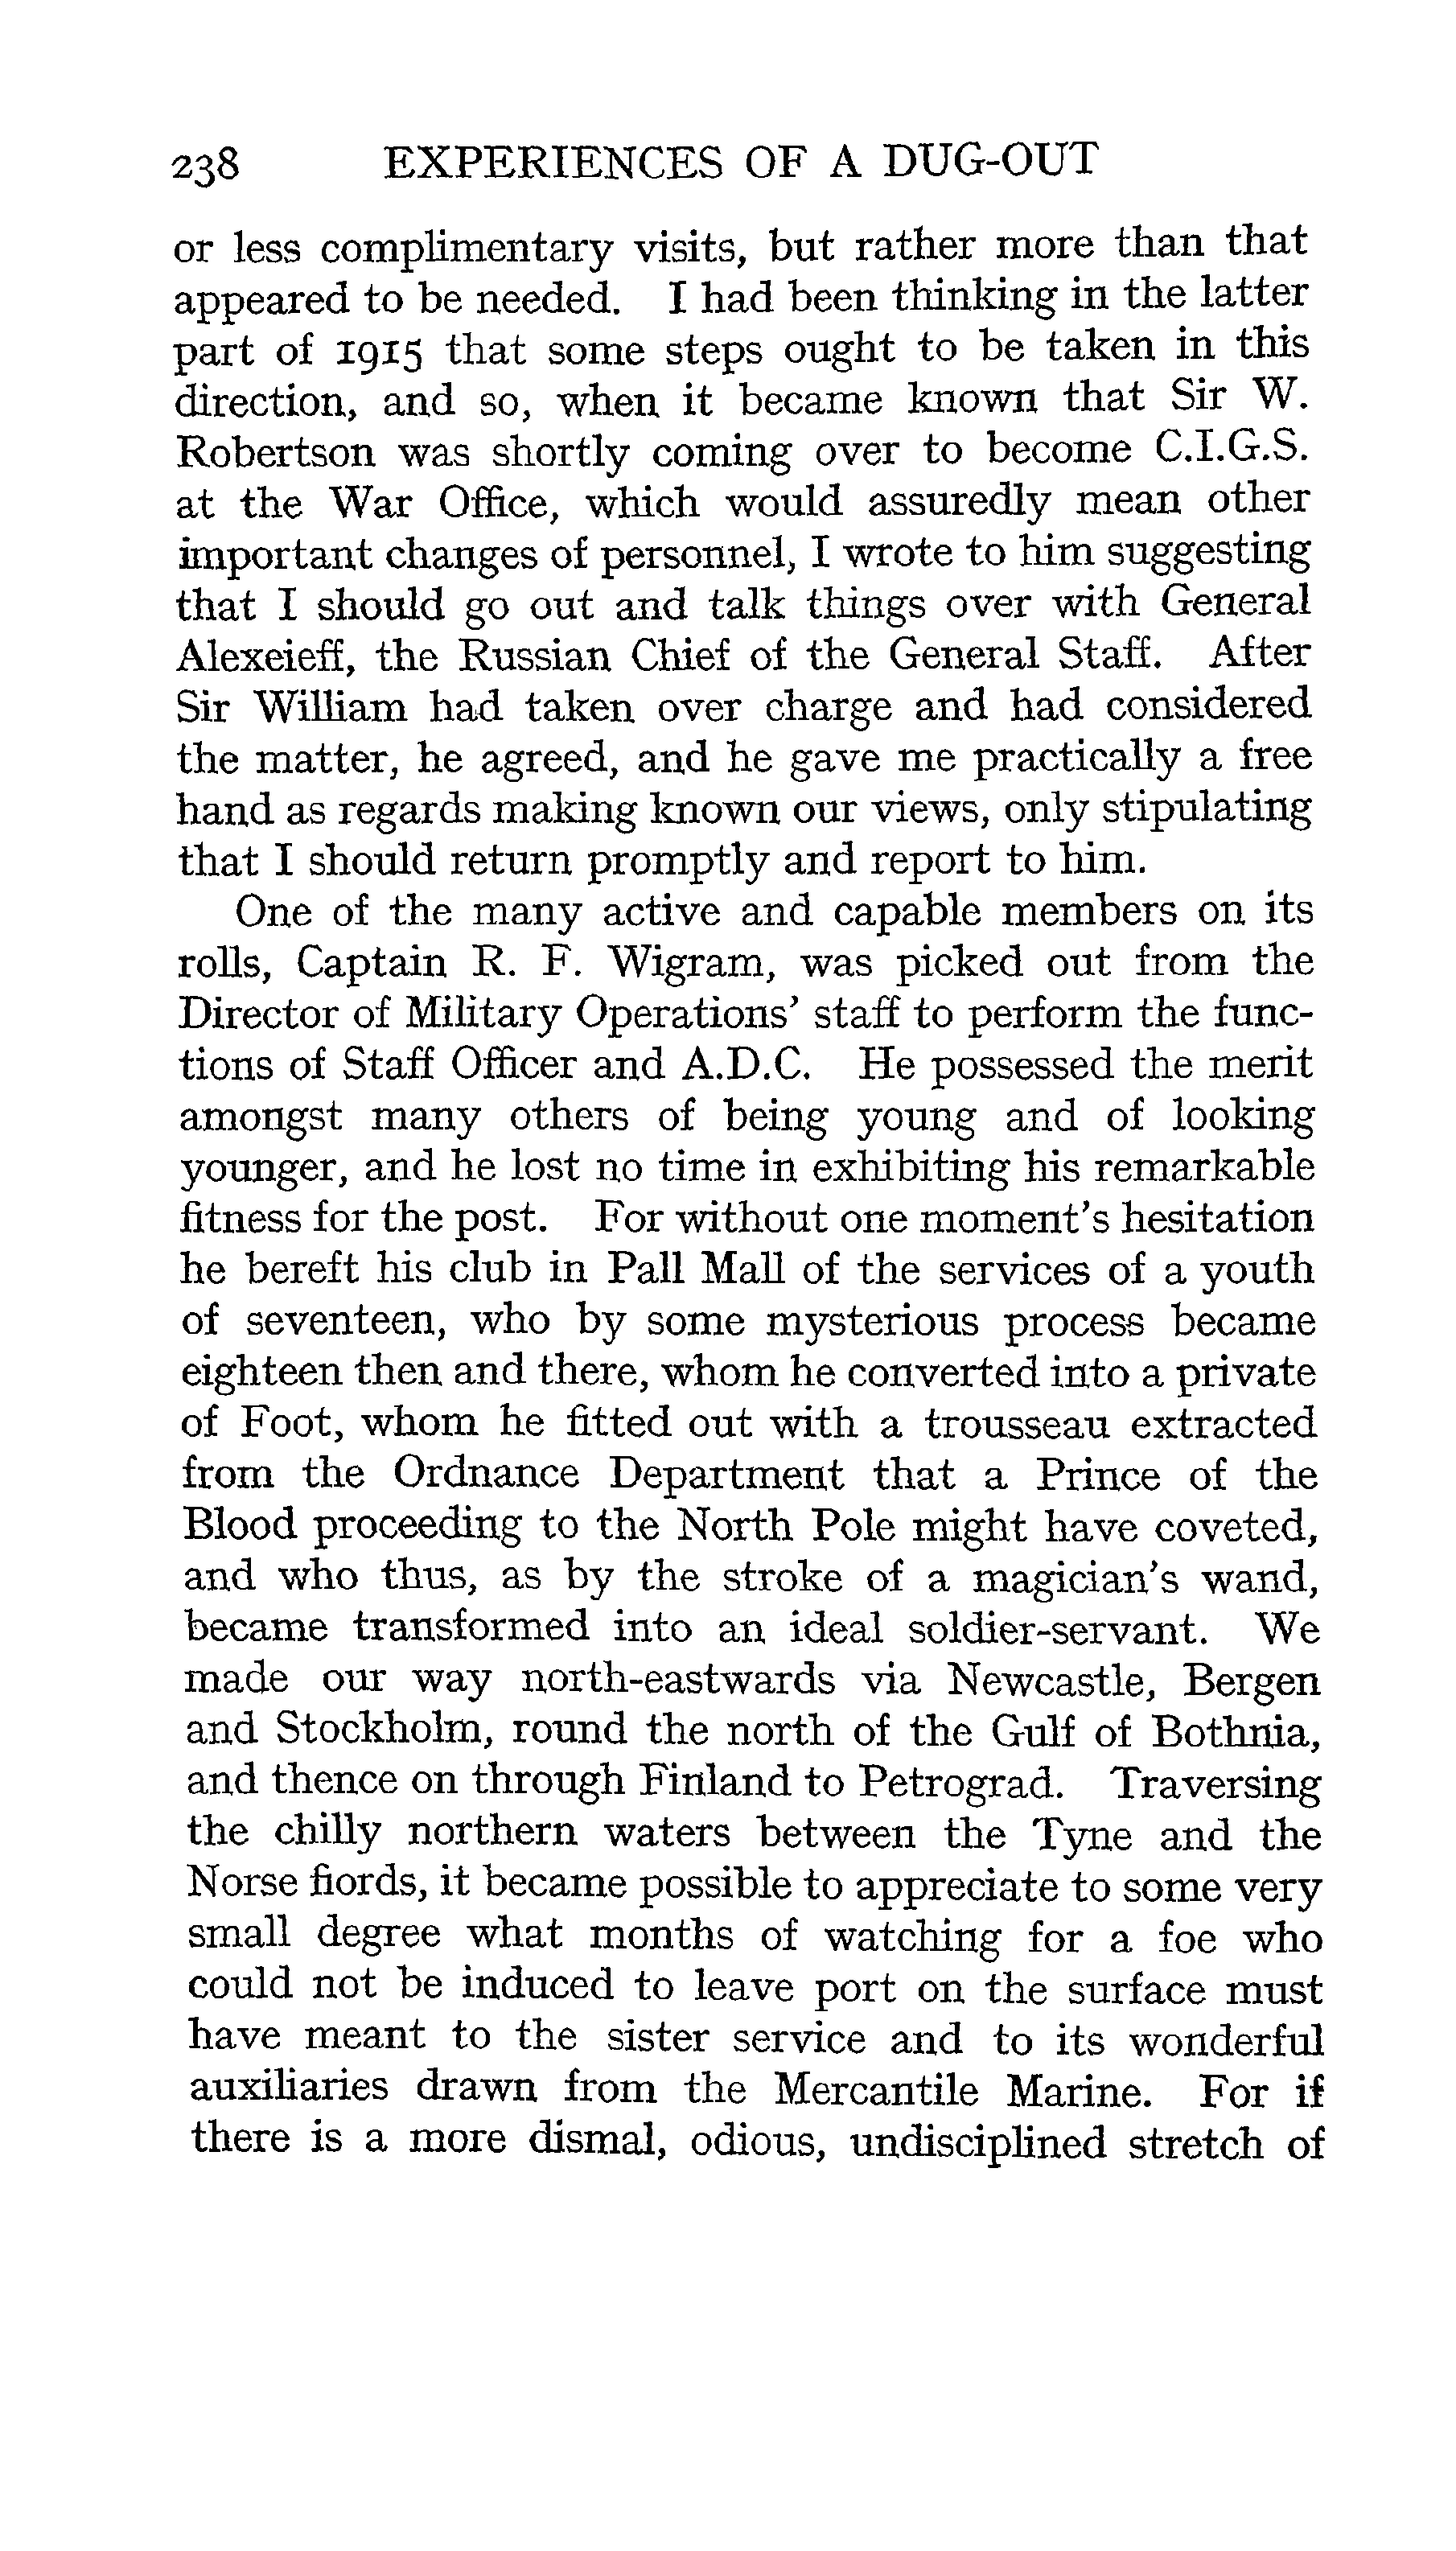 238 EXPERIENCES OF A DUG-OUT
or less complimentary visits, but rather more than that
appeared to be needed. I had been thinking in the latter
part of 1915 that some steps ought to be taken in this
direction, and so, when it became known that Sir W.
Robertson was shortly coming over to become C.I.G.S.
at the War Office, which would assuredly mean other
important changes of personnel, I wrote to him suggesting
that I should go out and talk things over with General
Alexeieff, the Russian Chief of the General Staff. After
Sir William had taken over charge and had considered
the matter, he agreed, and he gave me practically a free
hand as regards making known our views, only stipulating
that I should return promptly and report to him.
One of the many active and capable members on its
rolls, Captain R. F. Wigram, was picked out from the
Director of Military Operations' staff to perform the func-
tions of Staff Officer and A.D.C. He possessed the merit
amongst many others of being young and of looking
younger, and he lost no time in exhibiting his remarkable
fitness for the post. For without one moment's hesitation
he bereft his club in Pall Mall of the services of a youth
of seventeen, who by some mysterious process became
eighteen then and there, whom he converted into a private
of Foot, whom he fitted out with a trousseau extracted
from the Ordnance Department that a Prince of the
Blood proceeding to the North Pole might have coveted,
and who thus, as by the stroke of a magician's wand,
became transformed into an ideal soldier-servant. We
made our way north-eastwards via Newcastle, Bergen
and Stockholm, round the north of the Gulf of Bothnia,
and thence on through Finland to Petrograd. Traversing
the chilly northern waters between the Tyne and the
Norse fiords, it became possible to appreciate to some very
small degree what months of watching for a foe who
could not be induced to leave port on the surface must
have meant to the sister service and to its wonderful
auxiliaries drawn from the Mercantile Marine. For if
there is a more dismal, odious, undisciplined stretch of